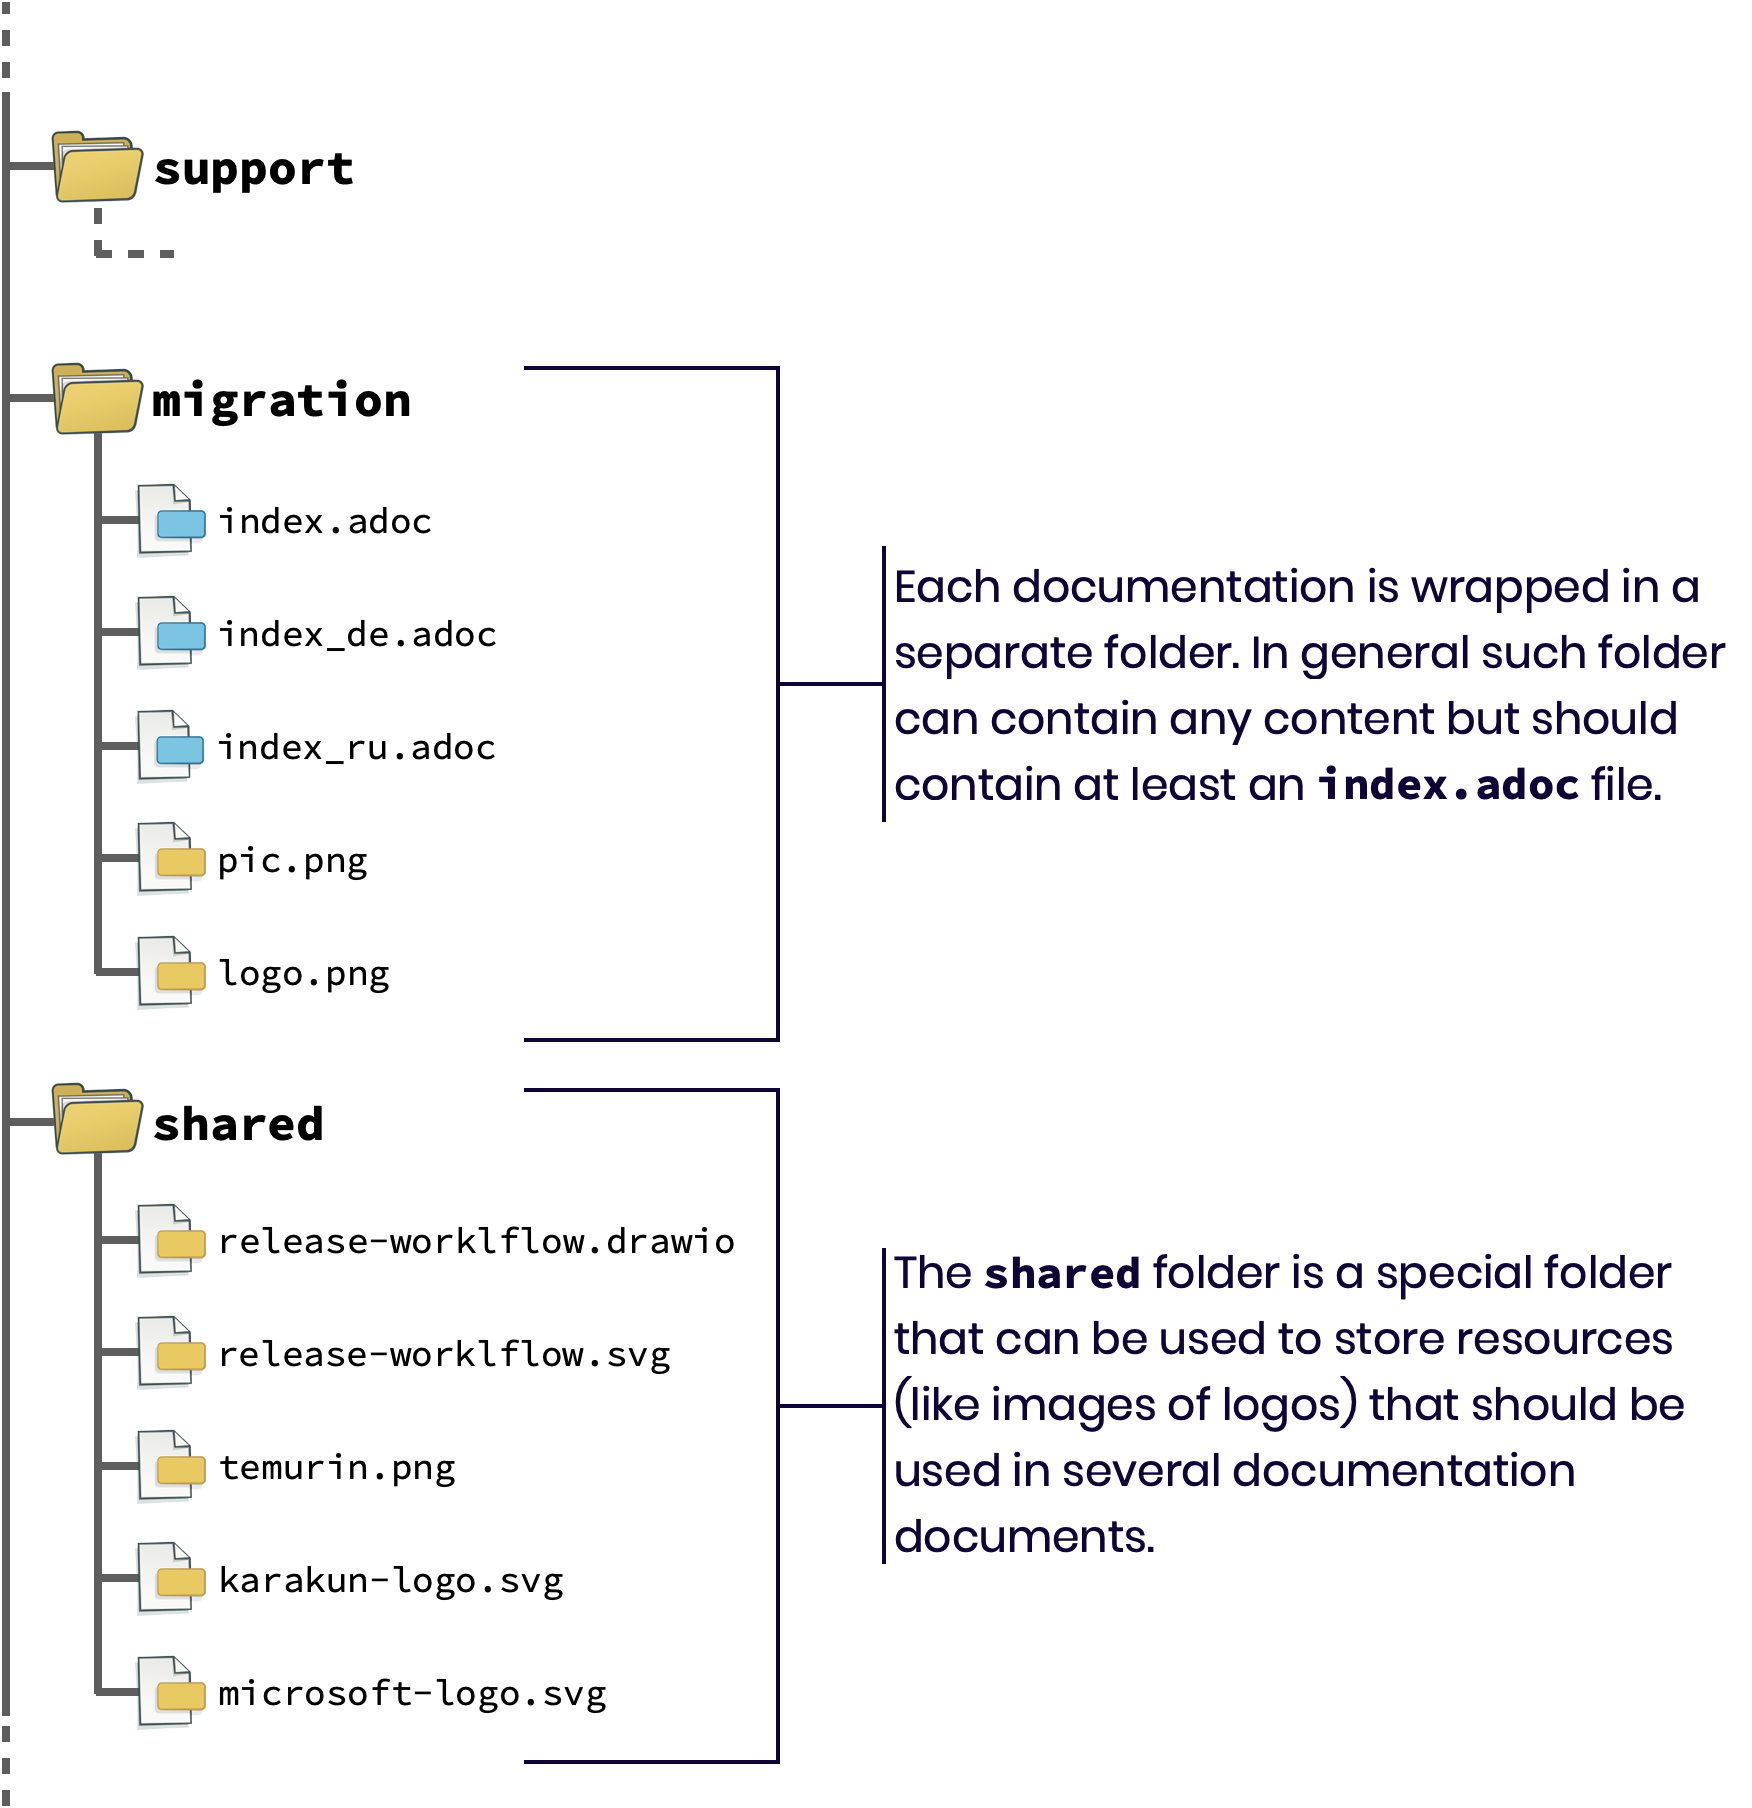 support
migration
index.adoc
index_de.adoc
index_ru.adoc
pic.png
logo.png
Each documentation is wrapped in a
separate folder. In general such folder
can contain any content but should
contain at least an index.adoc file.
shared
release-worklflow.drawio
release-worklflow.svg
temurin.png
karakun-logo.svg
microsoft-logo.svg
The shared folder is a special folder
that can be used to store resources
(like images of logos) that should be
used in several documentation
documents.